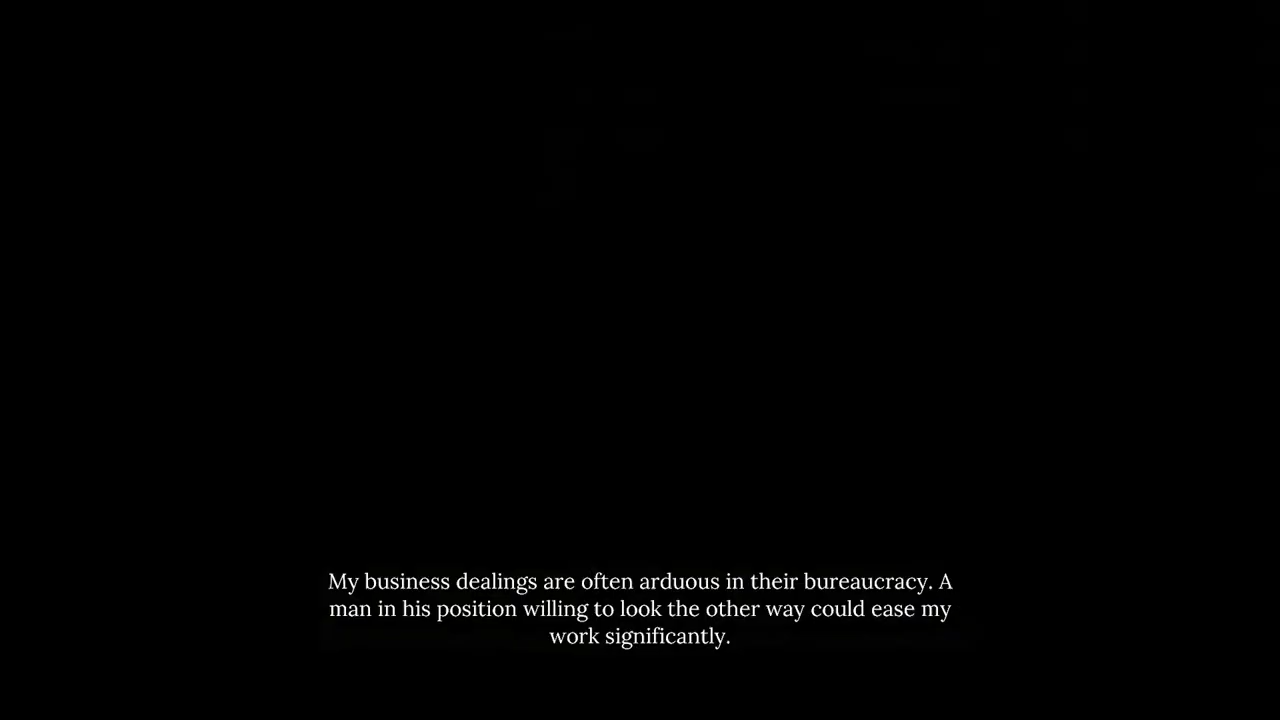 My business dealings are often arduous in their bureaucracy. A
man in his position willing to look the other way could ease my
work significantly.